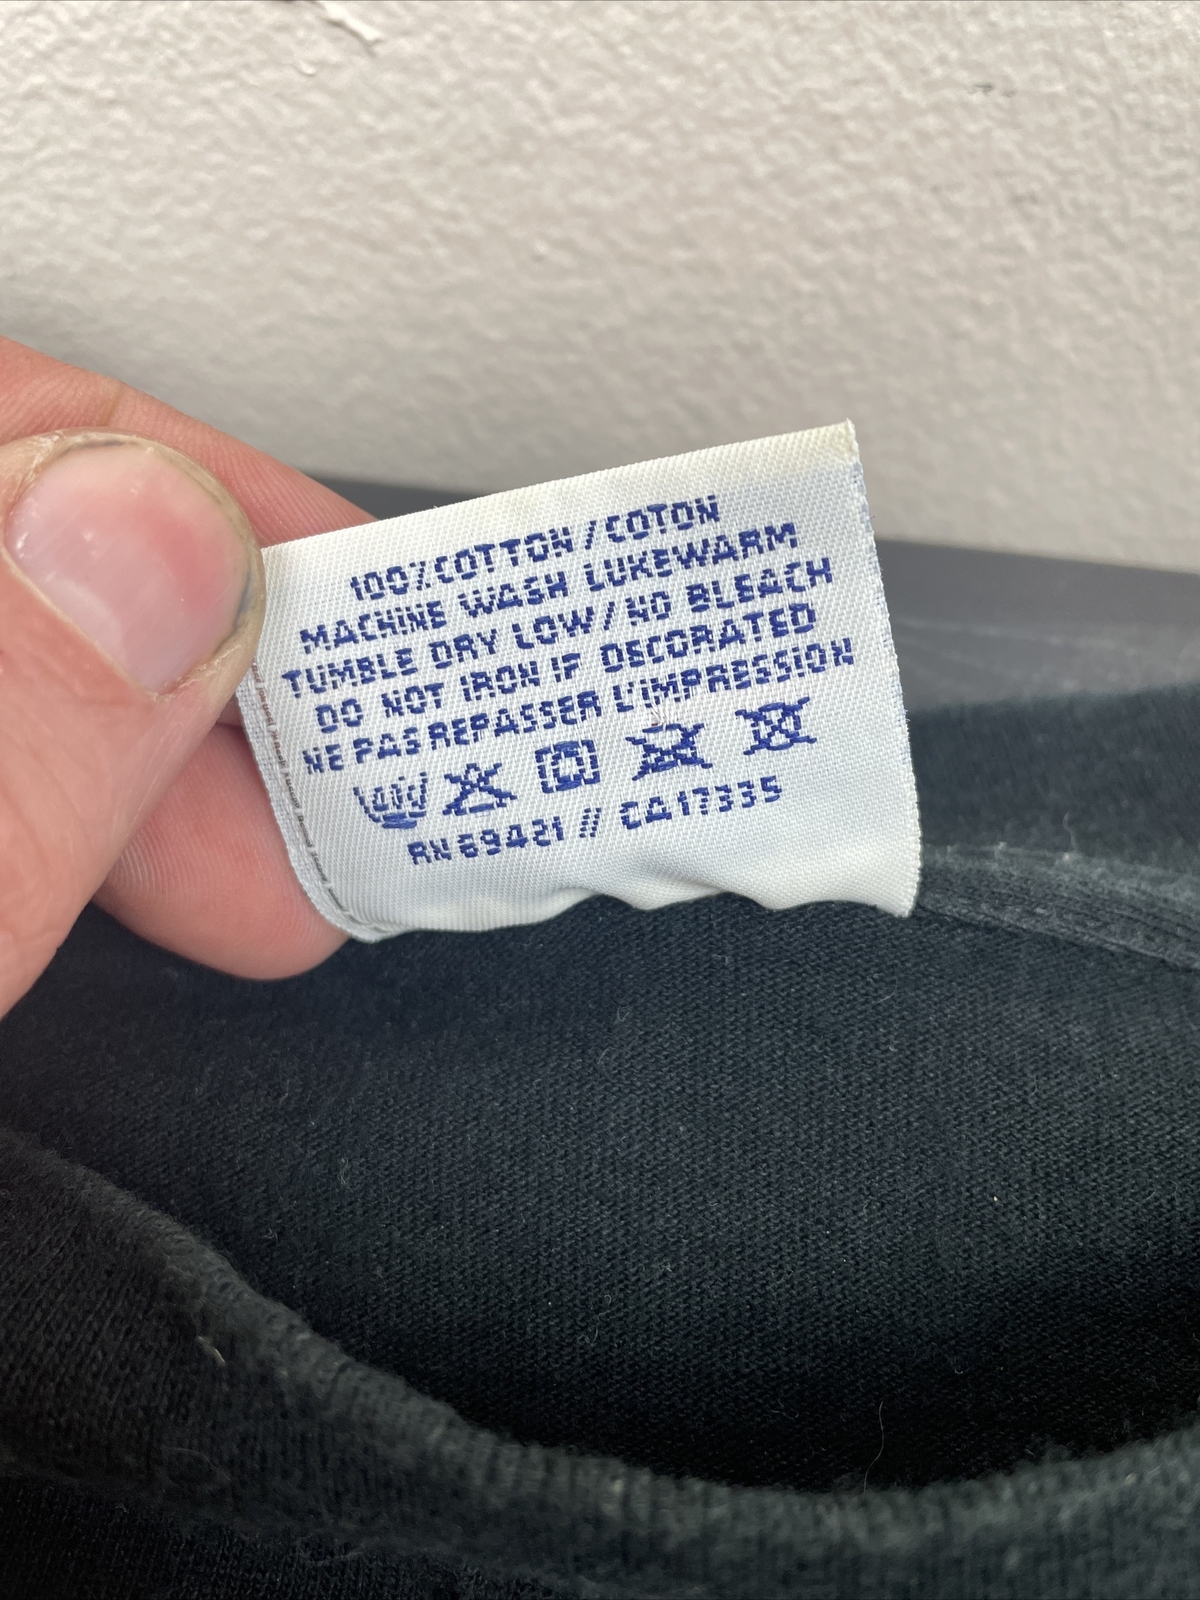 100% COTTON / COTON
MACHINE WASH LUKEWARM
TUMBLE DRY LOW / NO BLEACH
DO NOT IRON IF DECORATED
NE PAS REPASSER L'IMPRESSION
RN 69421 // CA17335